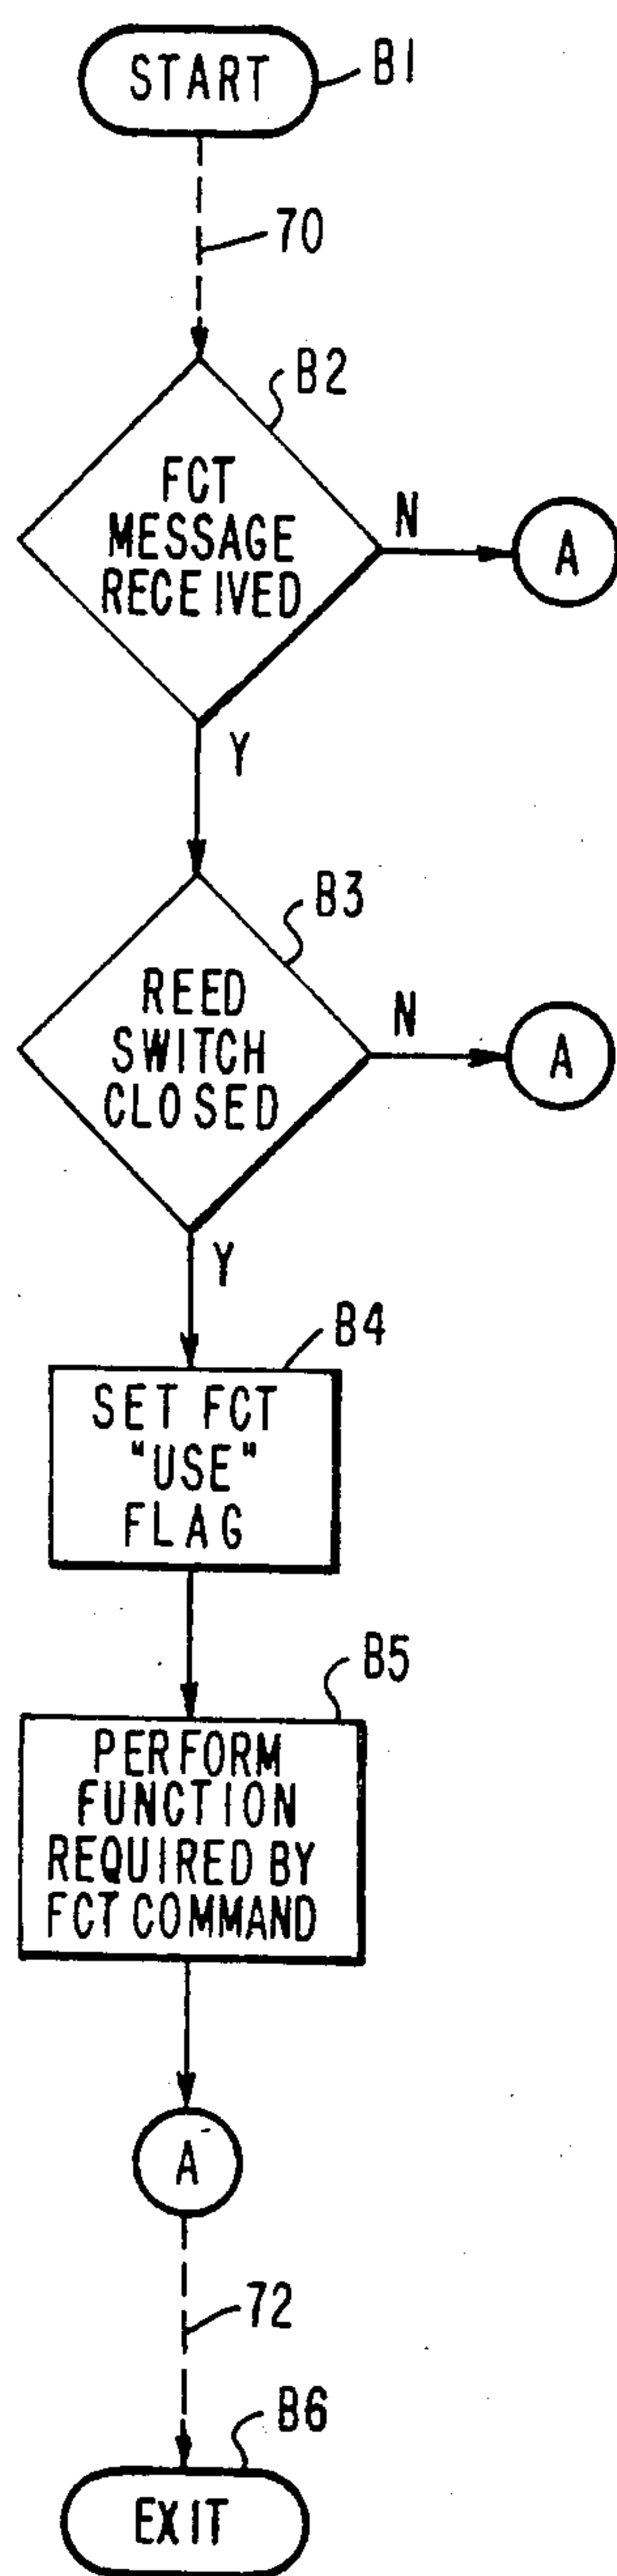 START
B1
70
B2
FCT
MESSAGE
RECEIVED
N
A
Y
B3
REED
SWITCH
CLOSED
N
A
Y
B4
SET FCT
"USE"
FLAG
B5
PERFORM
FUNCTION
REQUIRED BY
FCT COMMAND
A
72
B6
EXIT